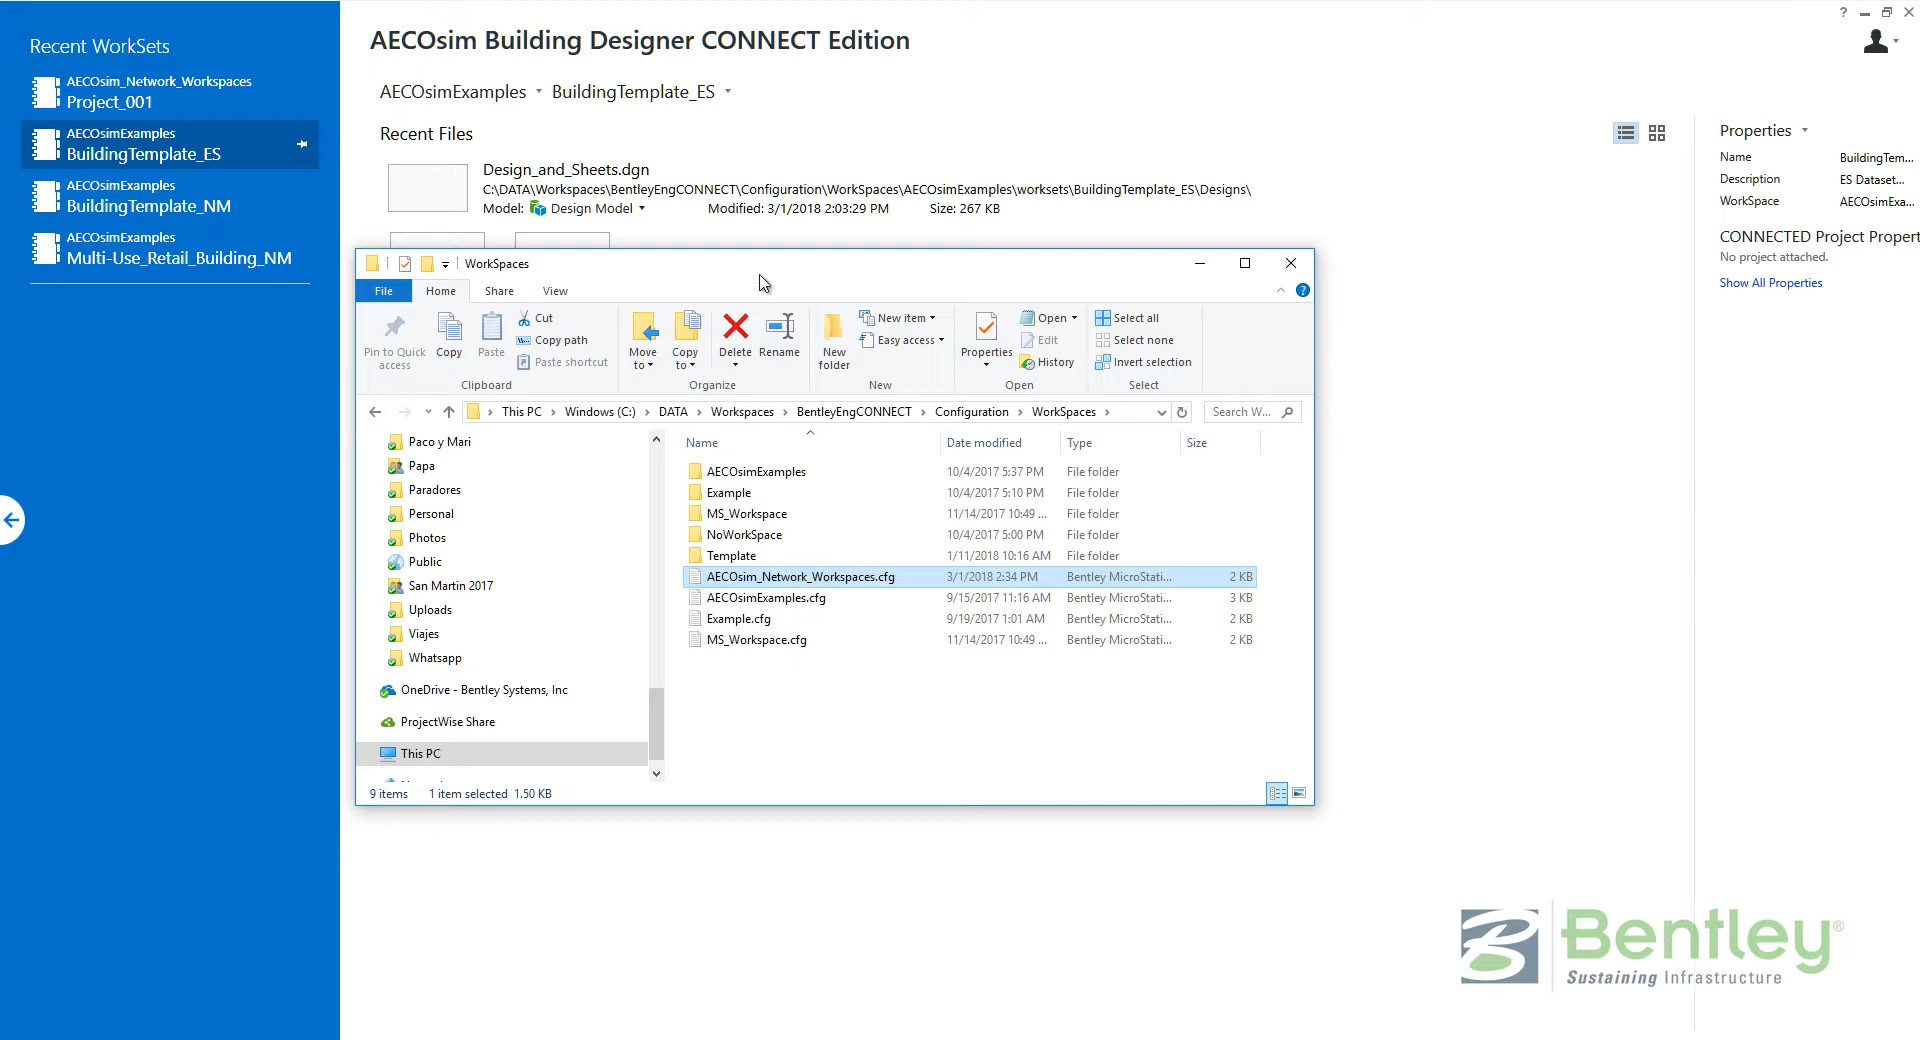 Recent WorkSets
AECOsim_Network_Workspaces
Project_001
AECOsimExamples
BuildingTemplate_ES
AECOsimExamples
BuildingTemplate_NM
AECOsimExamples
Multi-Use_Retail_Building_NM
AECOsim Building Designer CONNECT Edition
AECOsimExamples BuildingTemplate_ES
Recent Files
Design_and_Sheets.dgn
C:\DATA\Workspaces\BentleyEngCONNECT\Configuration\WorkSpaces\AECOsimExamples\worksets\BuildingTemplate_ES\Designs\
Model: Design Model Modified: 3/1/2018 2:03:29 PM Size: 267 KB
Properties
Name BuildingTem...
Description ES Dataset...
WorkSpace AECOsimExa...
CONNECTED Project Propert
No project attached.
Show All Properties
WorkSpaces
File Home Share View
Pin to Quick access
Copy
Paste
Cut
Copy path
Paste shortcut
Clipboard
Move to
Copy to
Delete
Rename
Organize
New folder
New item
Easy access
New
Properties
Open
Edit
History
Open
Select all
Select none
Invert selection
Select
This PC Windows (C:) DATA Workspaces BentleyEngCONNECT Configuration WorkSpaces
Search W...
Paco y Mari
Papa
Paradores
Personal
Photos
Public
San Martin 2017
Uploads
Viajes
Whatsapp
OneDrive - Bentley Systems, Inc
ProjectWise Share
This PC
Name Date modified Type Size
AECOsimExamples 10/4/2017 5:37 PM File folder
Example 10/4/2017 5:10 PM File folder
MS_Workspace 11/14/2017 10:49 ... File folder
NoWorkSpace 10/4/2017 5:00 PM File folder
Template 1/11/2018 10:16 AM File folder
AECOsim_Network_Workspaces.cfg 3/1/2018 2:34 PM Bentley MicroStati... 2 KB
AECOsimExamples.cfg 9/15/2017 11:16 AM Bentley MicroStati... 3 KB
Example.cfg 9/19/2017 1:01 AM Bentley MicroStati... 2 KB
MS_Workspace.cfg 11/14/2017 10:49 ... Bentley MicroStati... 2 KB
9 items 1 item selected 1.50 KB
Bentley®
Sustaining Infrastructure